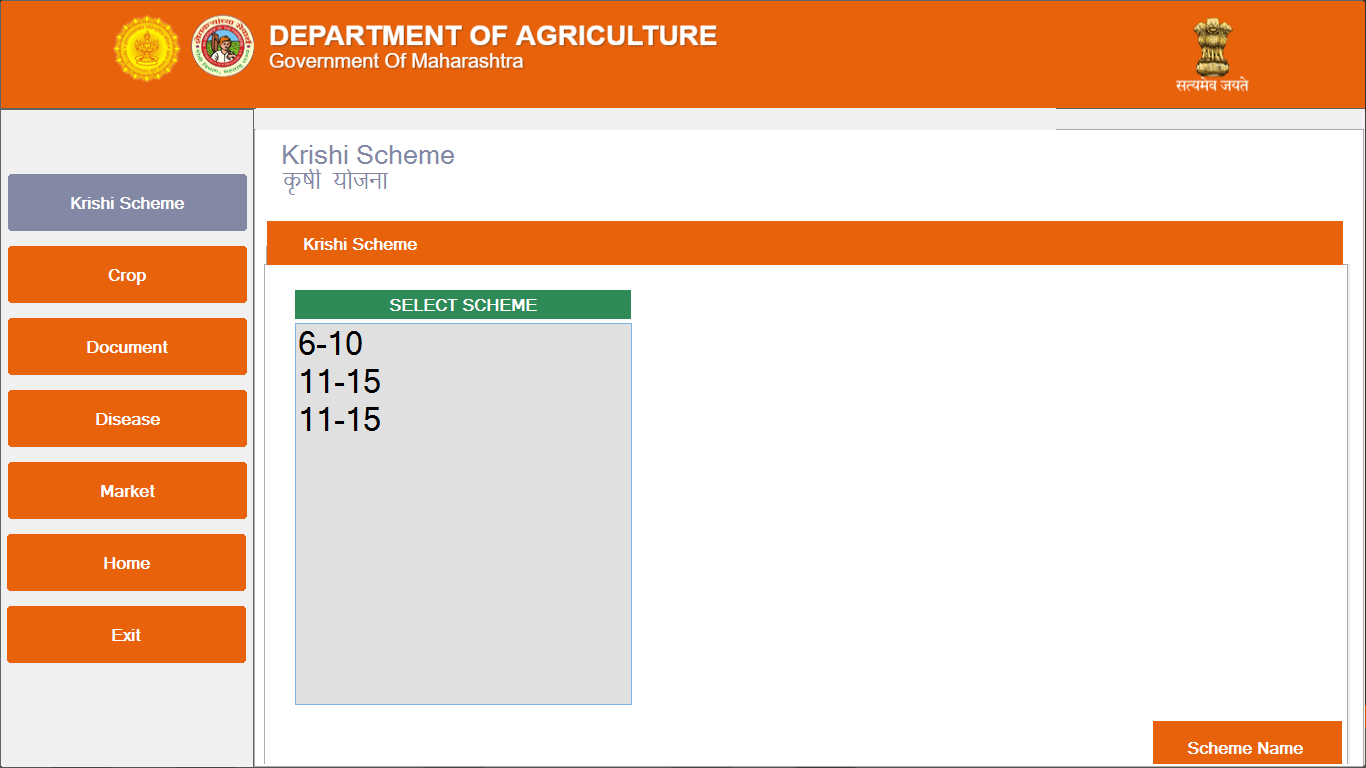 DEPARTMENT OF AGRICULTURE
Government Of Maharashtra
सत्यमेव जयते
Krishi Scheme
Crop
Document
Disease
Market
Home
Exit
Krishi Scheme
कृषी योजना
Krishi Scheme
SELECT SCHEME
6-10
11-15
11-15
Scheme Name